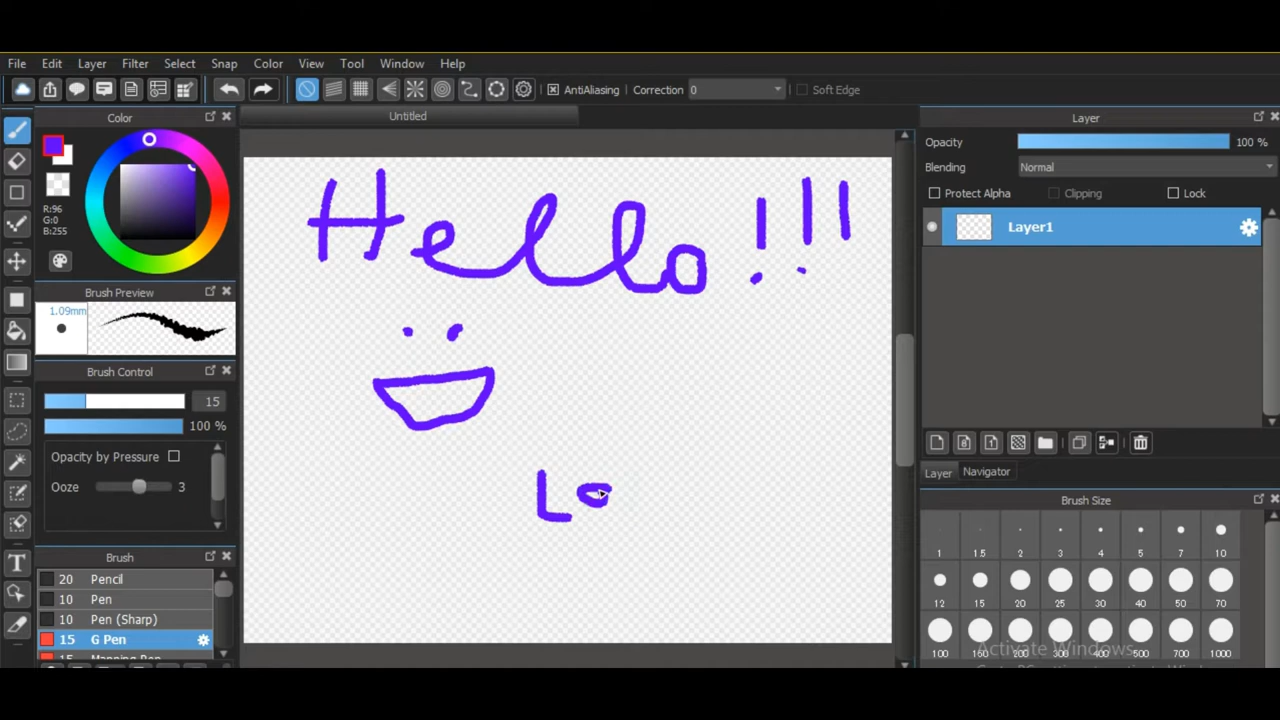 File Edit Layer Filter Select Snap Color View Tool Window Help
AntiAliasing Correction 0 Soft Edge
Color
Untitled
Layer
R:96
G:0
B:255
Opacity 100 %
Blending Normal
Protect Alpha Clipping Lock
Layer1
Hello!!!
Lo
Brush Preview
1.09mm
Brush Control
15
100 %
Opacity by Pressure
Ooze 3
Brush
20 Pencil
10 Pen
10 Pen (Sharp)
15 G Pen
15 Mapping Pen
Layer Navigator
Brush Size
1 1.5 2 3 4 5 7 10
12 15 20 25 30 40 50 70
100 150 200 300 400 500 700 1000
Activate Windows